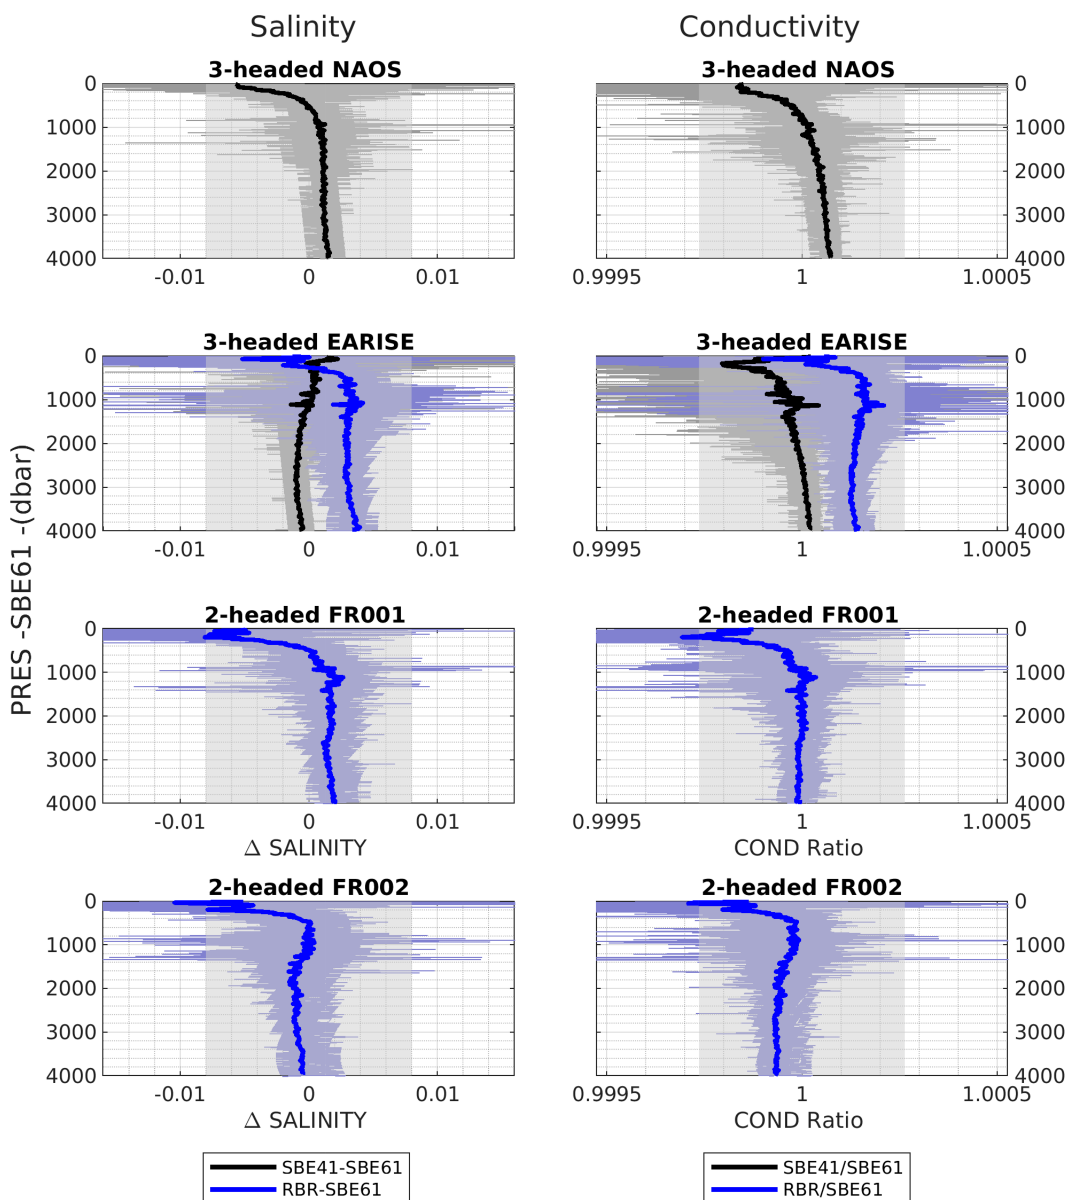 Salinity Conductivity
3-headed NAOS 3-headed NAOS
0 0
1000 1000
2000 2000
3000 3000
4000 4000
-0.01 0 0.01 0.9995 1 1.0005
3-headed EARISE 3-headed EARISE
0 0
1000 1000
2000 2000
3000 3000
4000 4000
-0.01 0 0.01 0.9995 1 1.0005
PRES -SBE61 -(dbar)
2-headed FR001 2-headed FR001
0 0
1000 1000
2000 2000
3000 3000
4000 4000
-0.01 0 0.01 0.9995 1 1.0005
Δ SALINITY COND Ratio
2-headed FR002 2-headed FR002
0 0
1000 1000
2000 2000
3000 3000
4000 4000
-0.01 0 0.01 0.9995 1 1.0005
Δ SALINITY COND Ratio
SBE41-SBE61 SBE41/SBE61
RBR-SBE61 RBR/SBE61